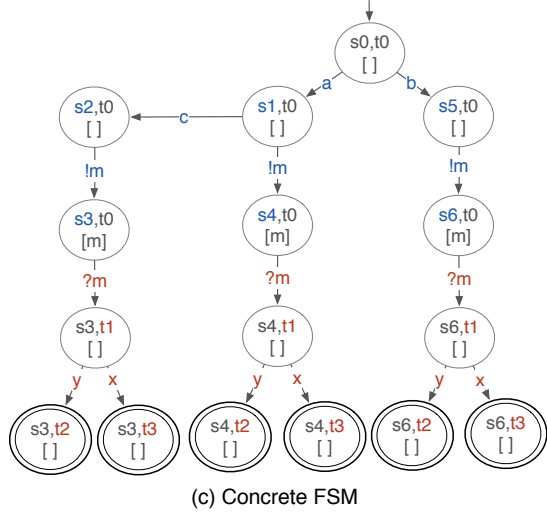 s0,t0
[ ]
a
b
s2,t0
[ ]
c
s1,t0
[ ]
s5,t0
[ ]
!m
!m
!m
s3,t0
[m]
s4,t0
[m]
s6,t0
[m]
?m
?m
?m
s3,t1
[ ]
s4,t1
[ ]
s6,t1
[ ]
y
x
y
x
y
x
s3,t2
[ ]
s3,t3
[ ]
s4,t2
[ ]
s4,t3
[ ]
s6,t2
[ ]
s6,t3
[ ]
(c) Concrete FSM